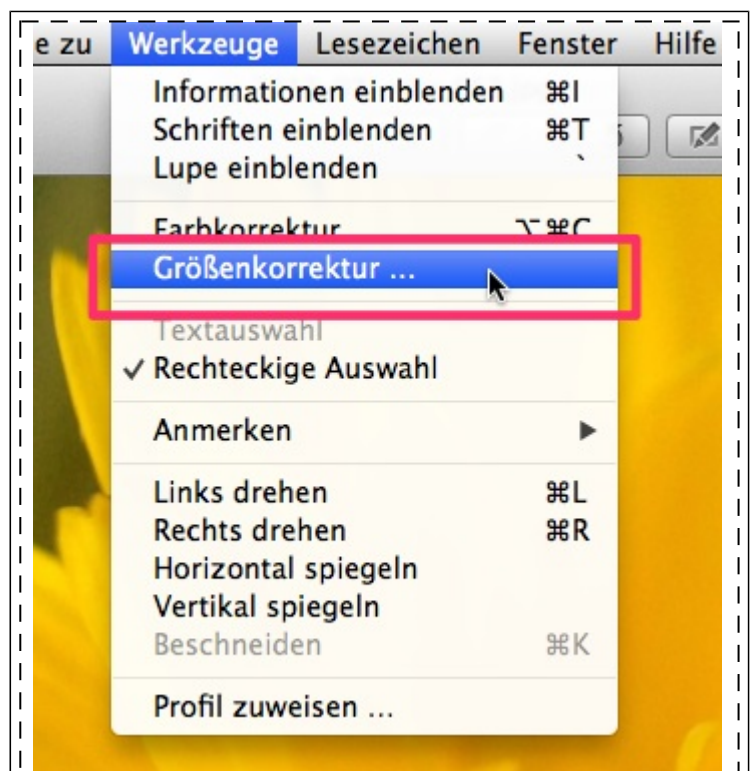 e zu Werkzeuge Lesezeichen Fenster Hilfe
Informationen einblenden ⌘I
Schriften einblenden ⌘T
Lupe einblenden `
Farbkorrektur ⌥⌘C
Größenkorrektur ...
Textauswahl
✓ Rechteckige Auswahl
Anmerken ▶
Links drehen ⌘L
Rechts drehen ⌘R
Horizontal spiegeln
Vertikal spiegeln
Beschneiden ⌘K
Profil zuweisen ...